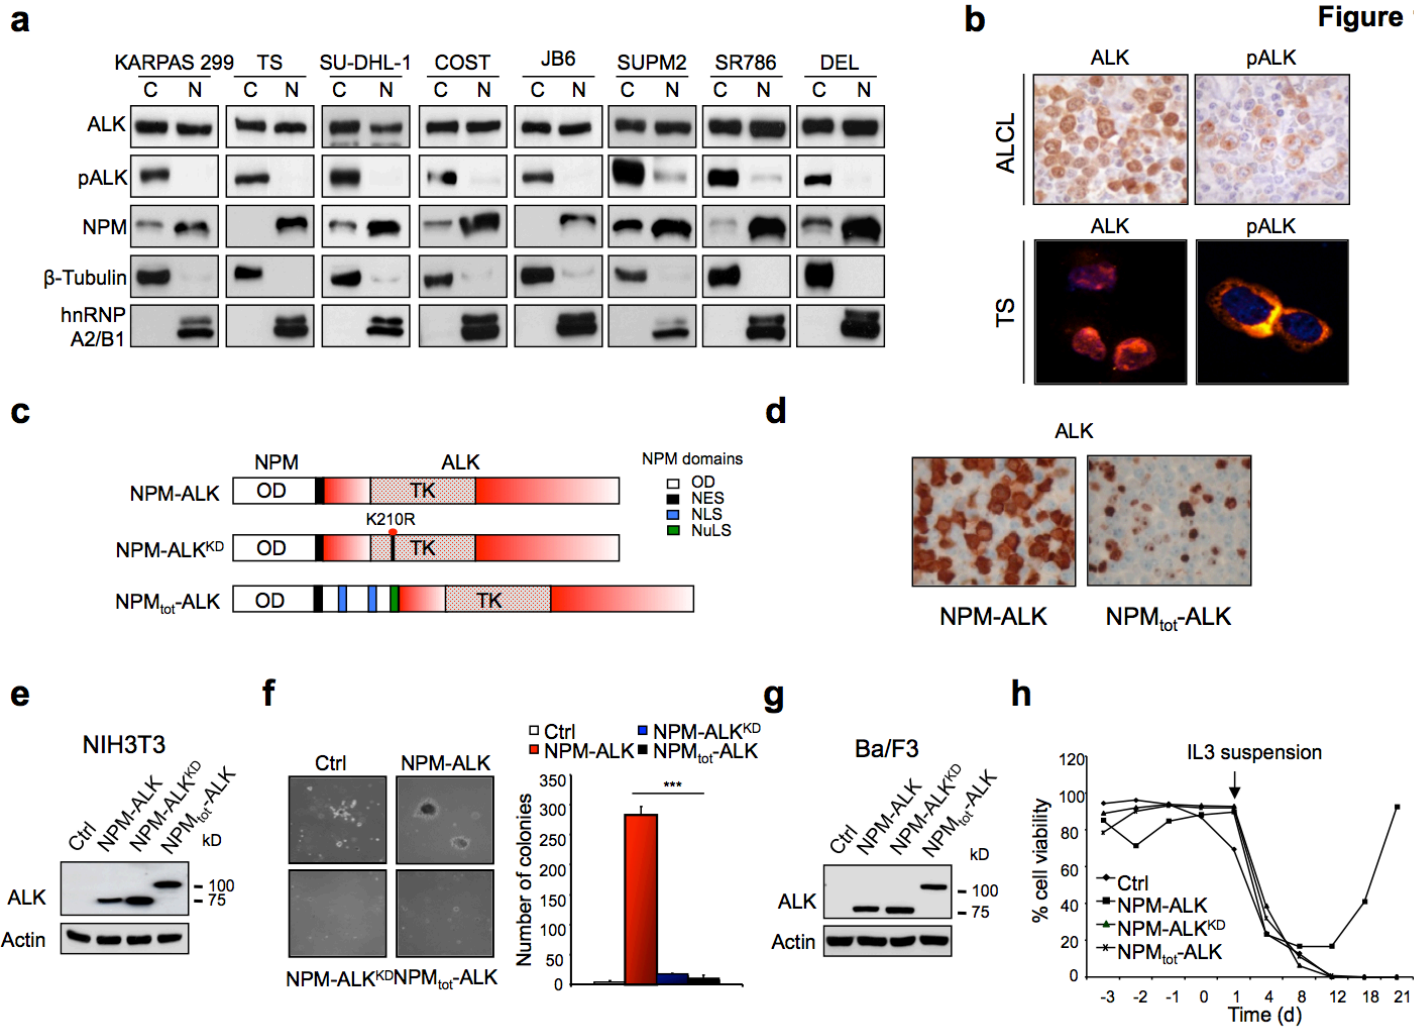 Figure
a
KARPAS 299 TS SU-DHL-1 COST JB6 SUPM2 SR786 DEL
C N C N C N C N C N C N C N C N
ALK
pALK
NPM
β-Tubulin
hnRNP
A2/B1
b
ALK pALK
ALCL
ALK pALK
TS
c
NPM ALK
NPM-ALK OD TK
K210R
NPM-ALKKD OD TK
NPMtot-ALK OD TK
NPM domains
OD
NES
NLS
NuLS
d
ALK
NPM-ALK NPMtot-ALK
e
NIH3T3
Ctrl NPM-ALK NPM-ALKKD NPMtot-ALK kD
ALK
100
75
Actin
f
Ctrl NPM-ALK
NPM-ALKKD NPMtot-ALK
Ctrl NPM-ALKKD
NPM-ALK NPMtot-ALK
***
Number of colonies
350
300
250
200
150
100
50
0
g
Ba/F3
Ctrl NPM-ALK NPM-ALKKD NPMtot-ALK kD
ALK
100
75
Actin
h
IL3 suspension
% cell viability
120
100
80
60
40
20
0
Ctrl
NPM-ALK
NPM-ALKKD
NPMtot-ALK
-3 -2 -1 0 1 4 8 12 18 21
Time (d)